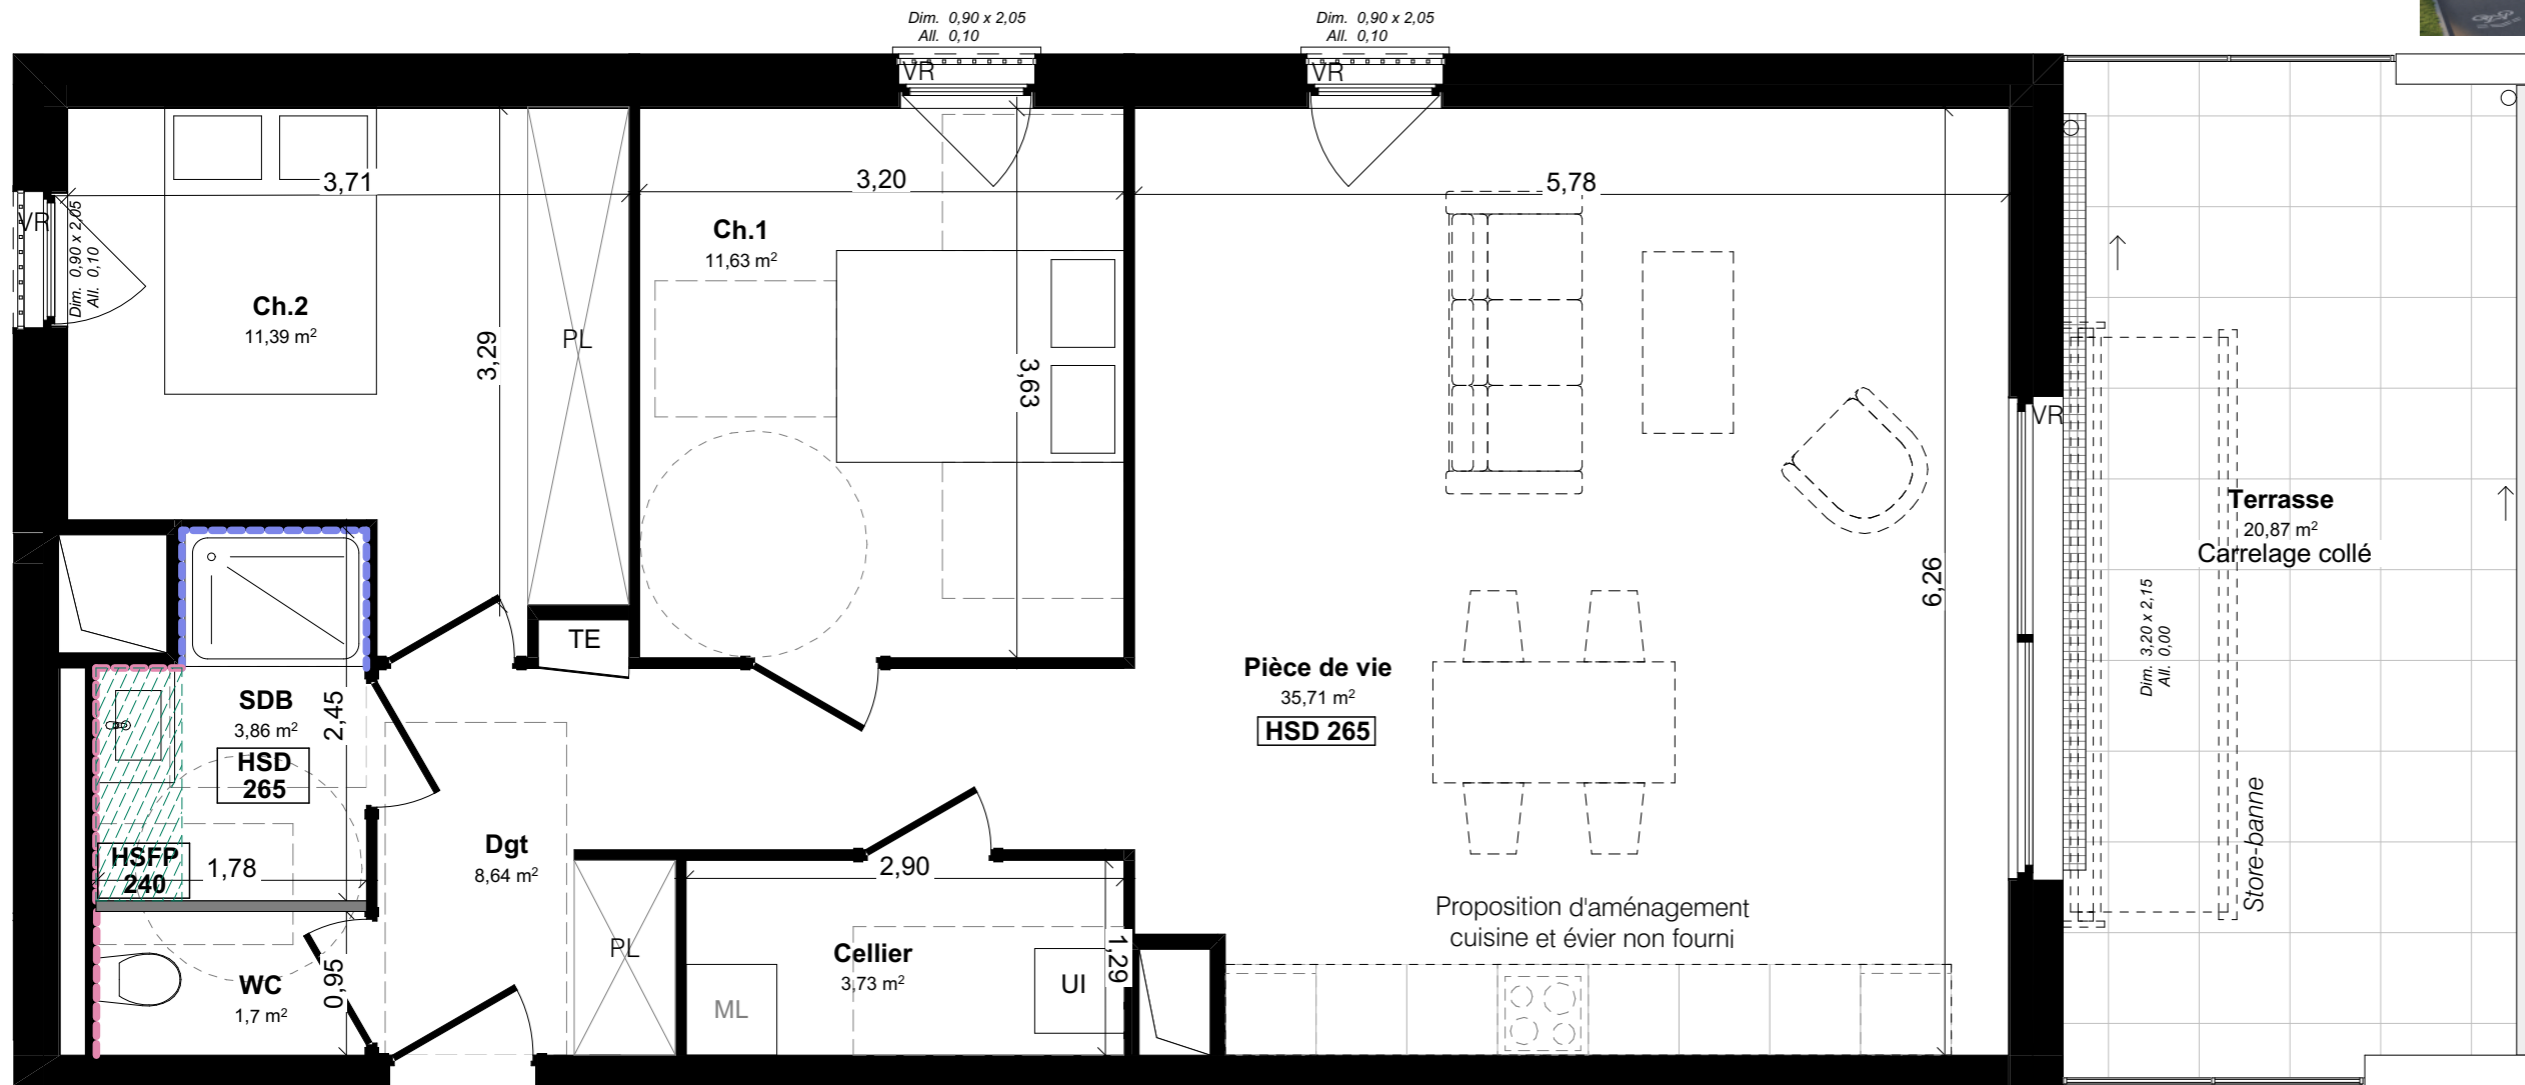 Dim. 0,90 x 2,05
All. 0,10
Dim. 0,90 x 2,05
All. 0,10
VR
VR
3,71
3,20
5,78
VR
Dim. 0,90 x 2,05
All. 0,10
Ch.1
11,63 m²
Ch.2
11,39 m²
3,29
PL
3,63
VR
Terrasse
20,87 m²
Carrelage collé
6,26
Dim. 3,20 x 2,15
All. 0,00
TE
Pièce de vie
35,71 m²
HSD 265
SDB
3,86 m²
2,45
HSD
265
Store-banne
HSFP
240
1,78
Dgt
8,64 m²
2,90
Proposition d'aménagement
cuisine et évier non fourni
PL
Cellier
3,73 m²
1,29
UI
ML
WC
1,7 m²
0,95